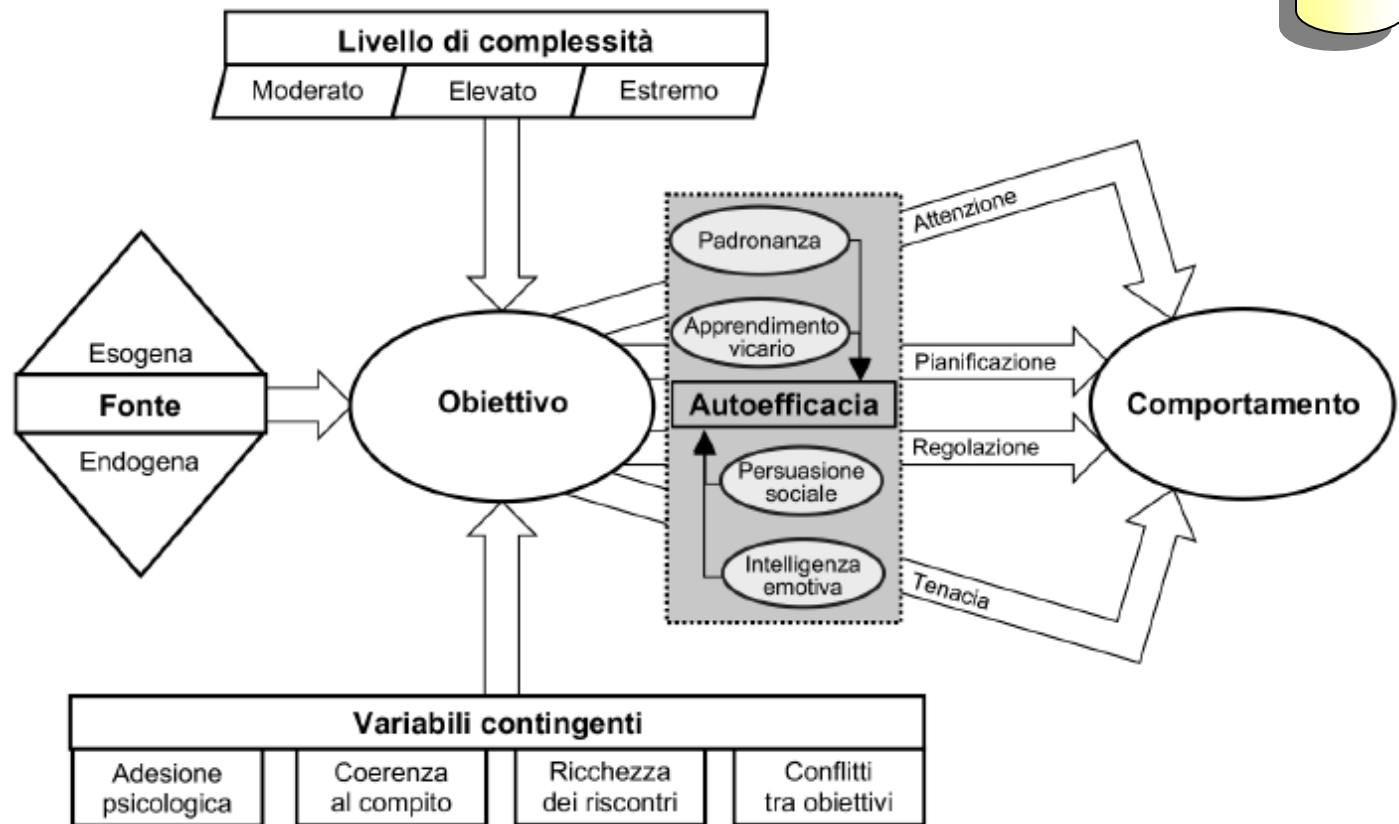 Livello di complessità
Moderato
Elevato
Estremo
Esogena
Fonte
Endogena
Obiettivo
Padronanza
Apprendimento
vicario
Autoefficacia
Persuasione
sociale
Intelligenza
emotiva
Attenzione
Pianificazione
Regolazione
Tenacia
Comportamento
Variabili contingenti
Adesione
psicologica
Coerenza
al compito
Ricchezza
dei riscontri
Conflitti
tra obiettivi